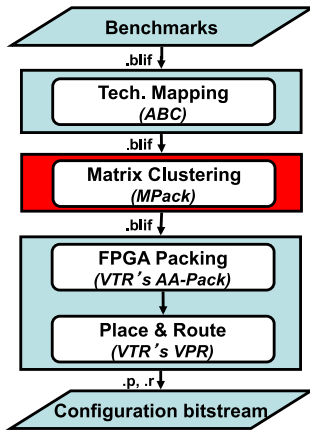 Benchmarks
.blif
Tech. Mapping
(ABC)
.blif
Matrix Clustering
(MPack)
.blif
FPGA Packing
(VTR's AA-Pack)
Place & Route
(VTR's VPR)
.p, .r
Configuration bitstream